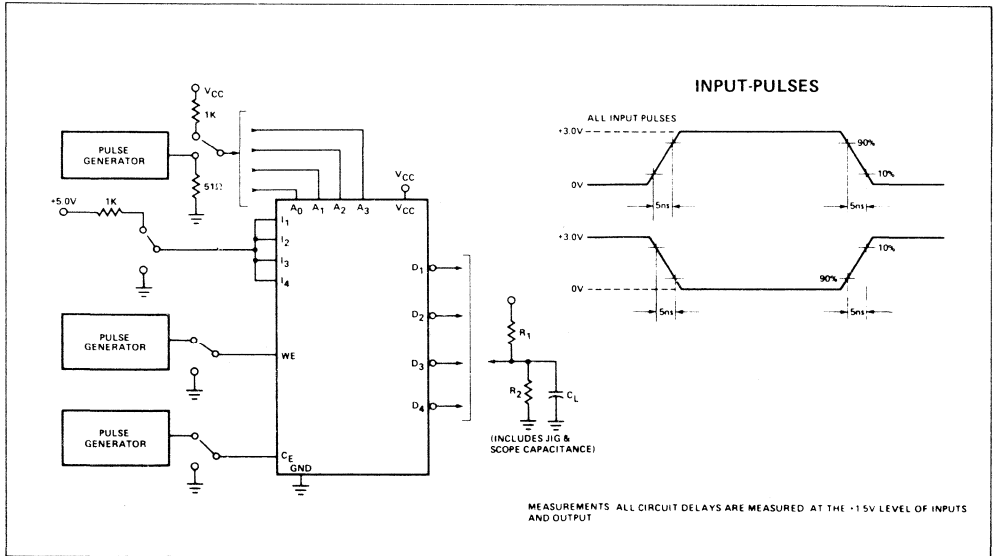 INPUT-PULSES
VCC
1K
PULSE
GENERATOR
51Ω
+5.0V
1K
A0 A1 A2 A3
VCC
VCC
I1
I2
I3
I4
D1
D2
D3
D4
PULSE
GENERATOR
WE
PULSE
GENERATOR
CE
GND
R1
R2
CL
(INCLUDES JIG &
SCOPE CAPACITANCE)
ALL INPUT PULSES
+3.0V
90%
10%
0V
5ns
5ns
+3.0V
10%
90%
0V
5ns
5ns
MEASUREMENTS ALL CIRCUIT DELAYS ARE MEASURED AT THE +1 5V LEVEL OF INPUTS
AND OUTPUT